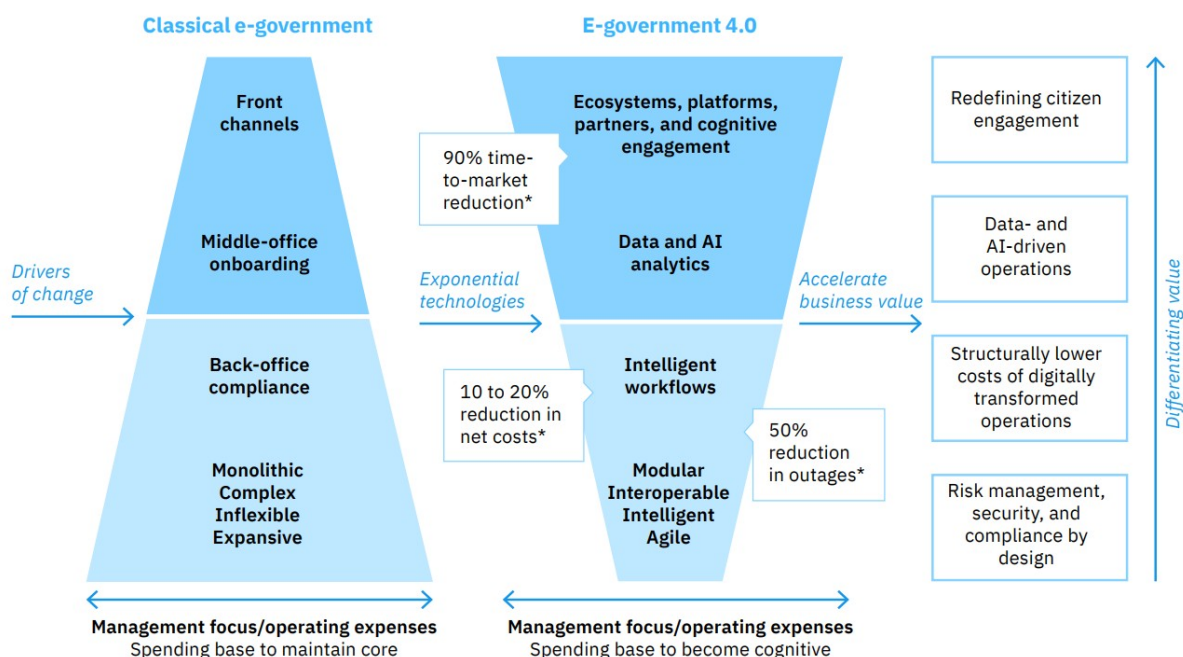 Classical e-government
Front
channels
Middle-office
onboarding
Drivers
of change
Back-office
compliance
Monolithic
Complex
Inflexible
Expansive
Management focus/operating expenses
Spending base to maintain core
E-government 4.0
Ecosystems, platforms,
partners, and cognitive
engagement
90% time-
to-market
reduction*
Data and AI
analytics
Exponential
technologies
Intelligent
workflows
10 to 20%
reduction in
net costs*
50%
reduction
in outages*
Modular
Interoperable
Intelligent
Agile
Management focus/operating expenses
Spending base to become cognitive
Accelerate
business value
Redefining citizen
engagement
Data- and
AI-driven
operations
Structurally lower
costs of digitally
transformed
operations
Risk management,
security, and
compliance by
design
Differentiating value